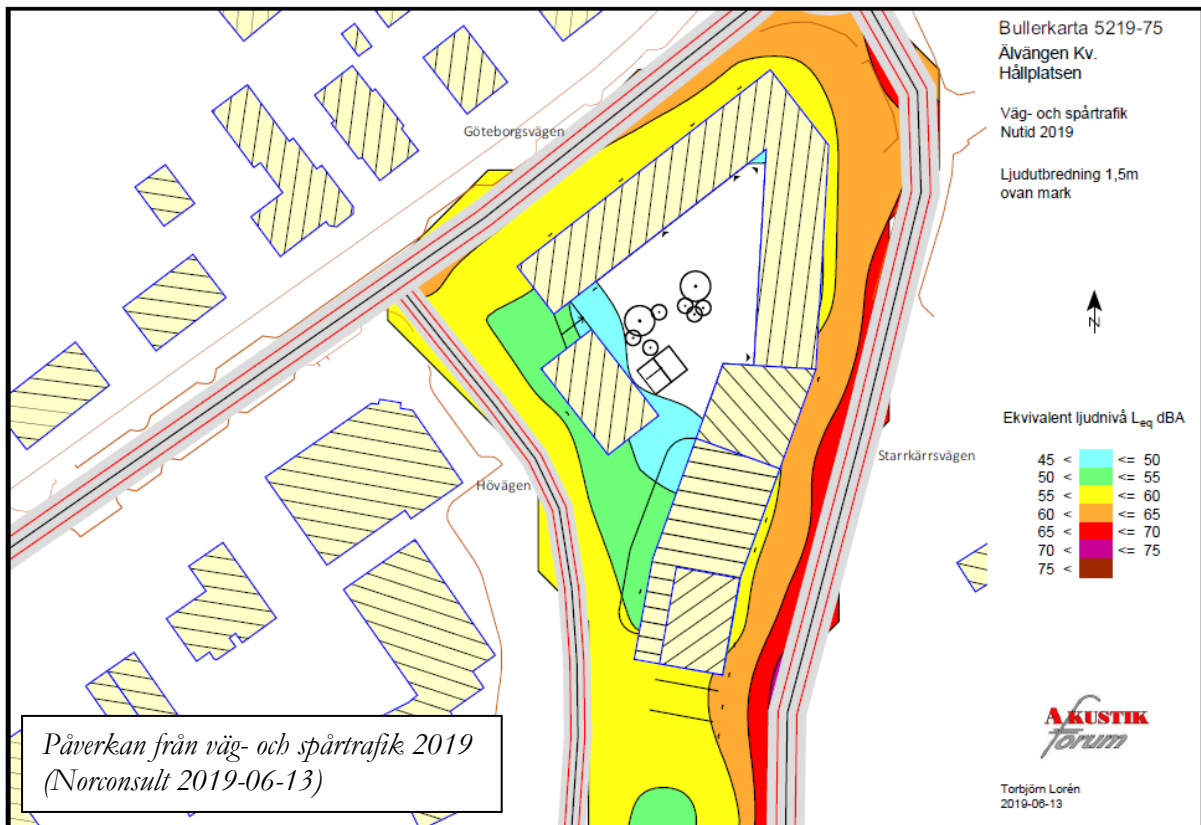 Bullerkarta 5219-75
Älvängen Kv.
Hållplatsen
Väg- och spårtrafik
Nutid 2019
Ljudutbredning 1,5m
ovan mark
Göteborgsvägen
N
Ekvivalent ljudnivå Leq dBA
45 < <= 50
50 < <= 55
55 < <= 60
60 < <= 65
65 < <= 70
70 < <= 75
75 <
Starrkärrsvägen
Hövägen
AKUSTIK
forum
Torbjörn Lorén
2019-06-13
Påverkan från väg- och spårtrafik 2019
(Norconsult 2019-06-13)